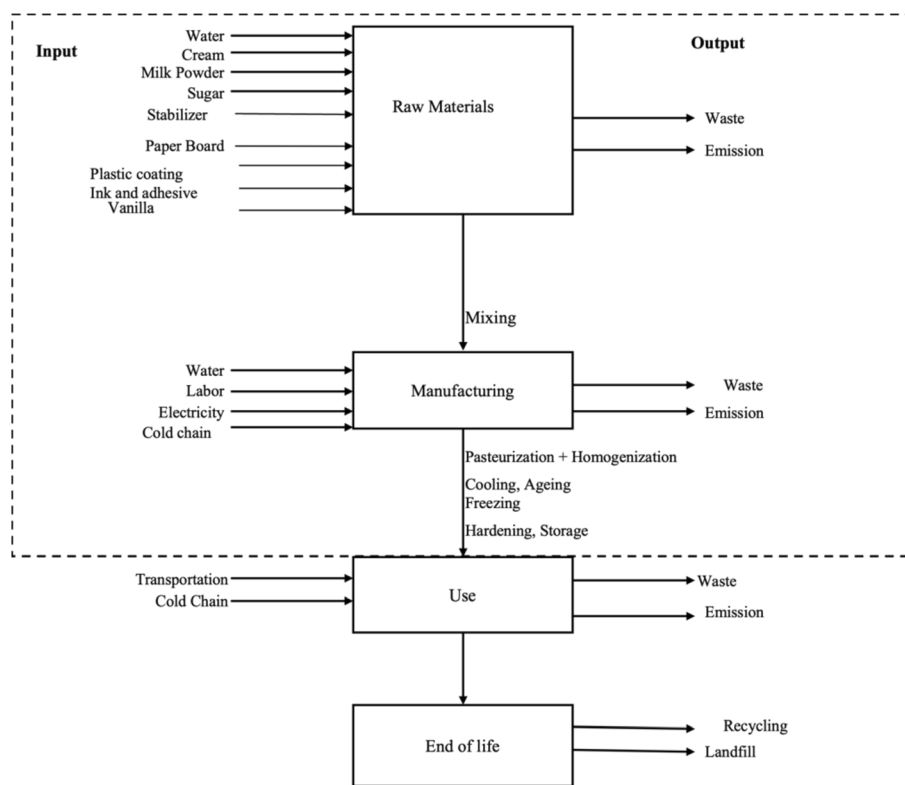 Input
Output
Water
Cream
Milk Powder
Sugar
Stabilizer
Paper Board
Plastic coating
Ink and adhesive
Vanilla
Raw Materials
Waste
Emission
Mixing
Water
Labor
Electricity
Cold chain
Manufacturing
Waste
Emission
Pasteurization + Homogenization
Cooling, Ageing
Freezing
Hardening, Storage
Transportation
Cold Chain
Use
Waste
Emission
End of life
Recycling
Landfill